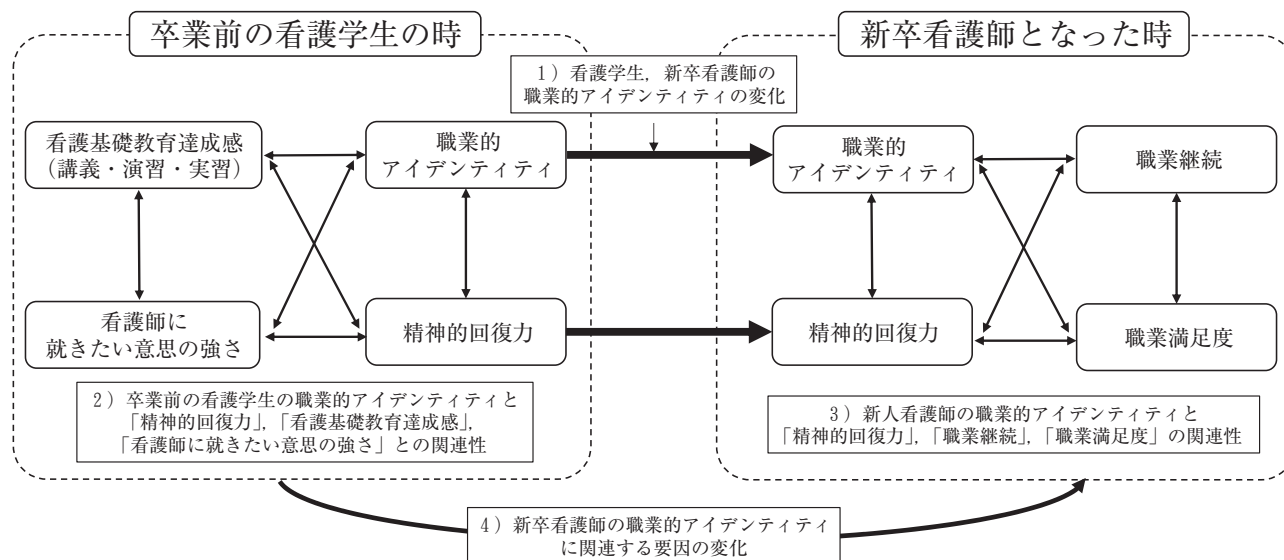 卒業前の看護学生の時
新卒看護師となった時
1）看護学生，新卒看護師の
職業的アイデンティティの変化
看護基礎教育達成感
（講義・演習・実習）
職業的
アイデンティティ
職業的
アイデンティティ
職業継続
看護師に
就きたい意思の強さ
精神的回復力
精神的回復力
職業満足度
2）卒業前の看護学生の職業的アイデンティティと
「精神的回復力」，「看護基礎教育達成感」，
「看護師に就きたい意思の強さ」との関連性
3）新人看護師の職業的アイデンティティと
「精神的回復力」，「職業継続」，「職業満足度」の関連性
4）新卒看護師の職業的アイデンティティ
に関連する要因の変化